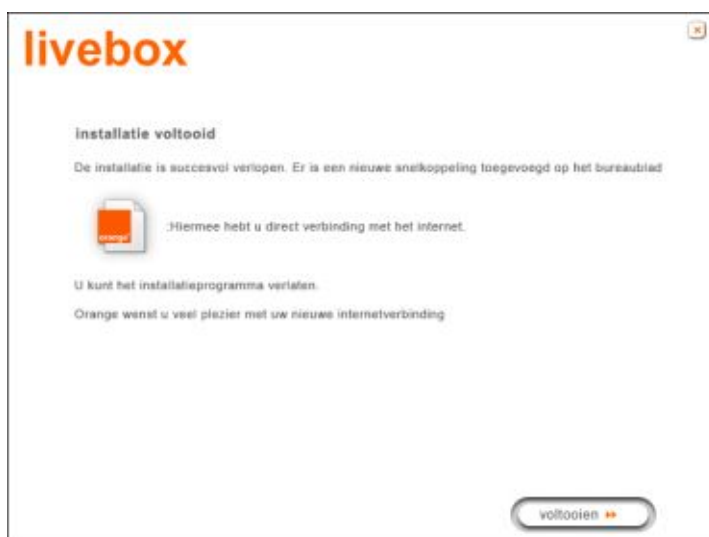 livebox
installatie voltooid
De installatie is succesvol verlopen. Er is een nieuwe snelkoppeling toegevoegd op het bureaublad
orange
:Hiermee hebt u direct verbinding met het internet.
U kunt het installatieprogramma verlaten.
Orange wenst u veel plezier met uw nieuwe internetverbinding
voltooien